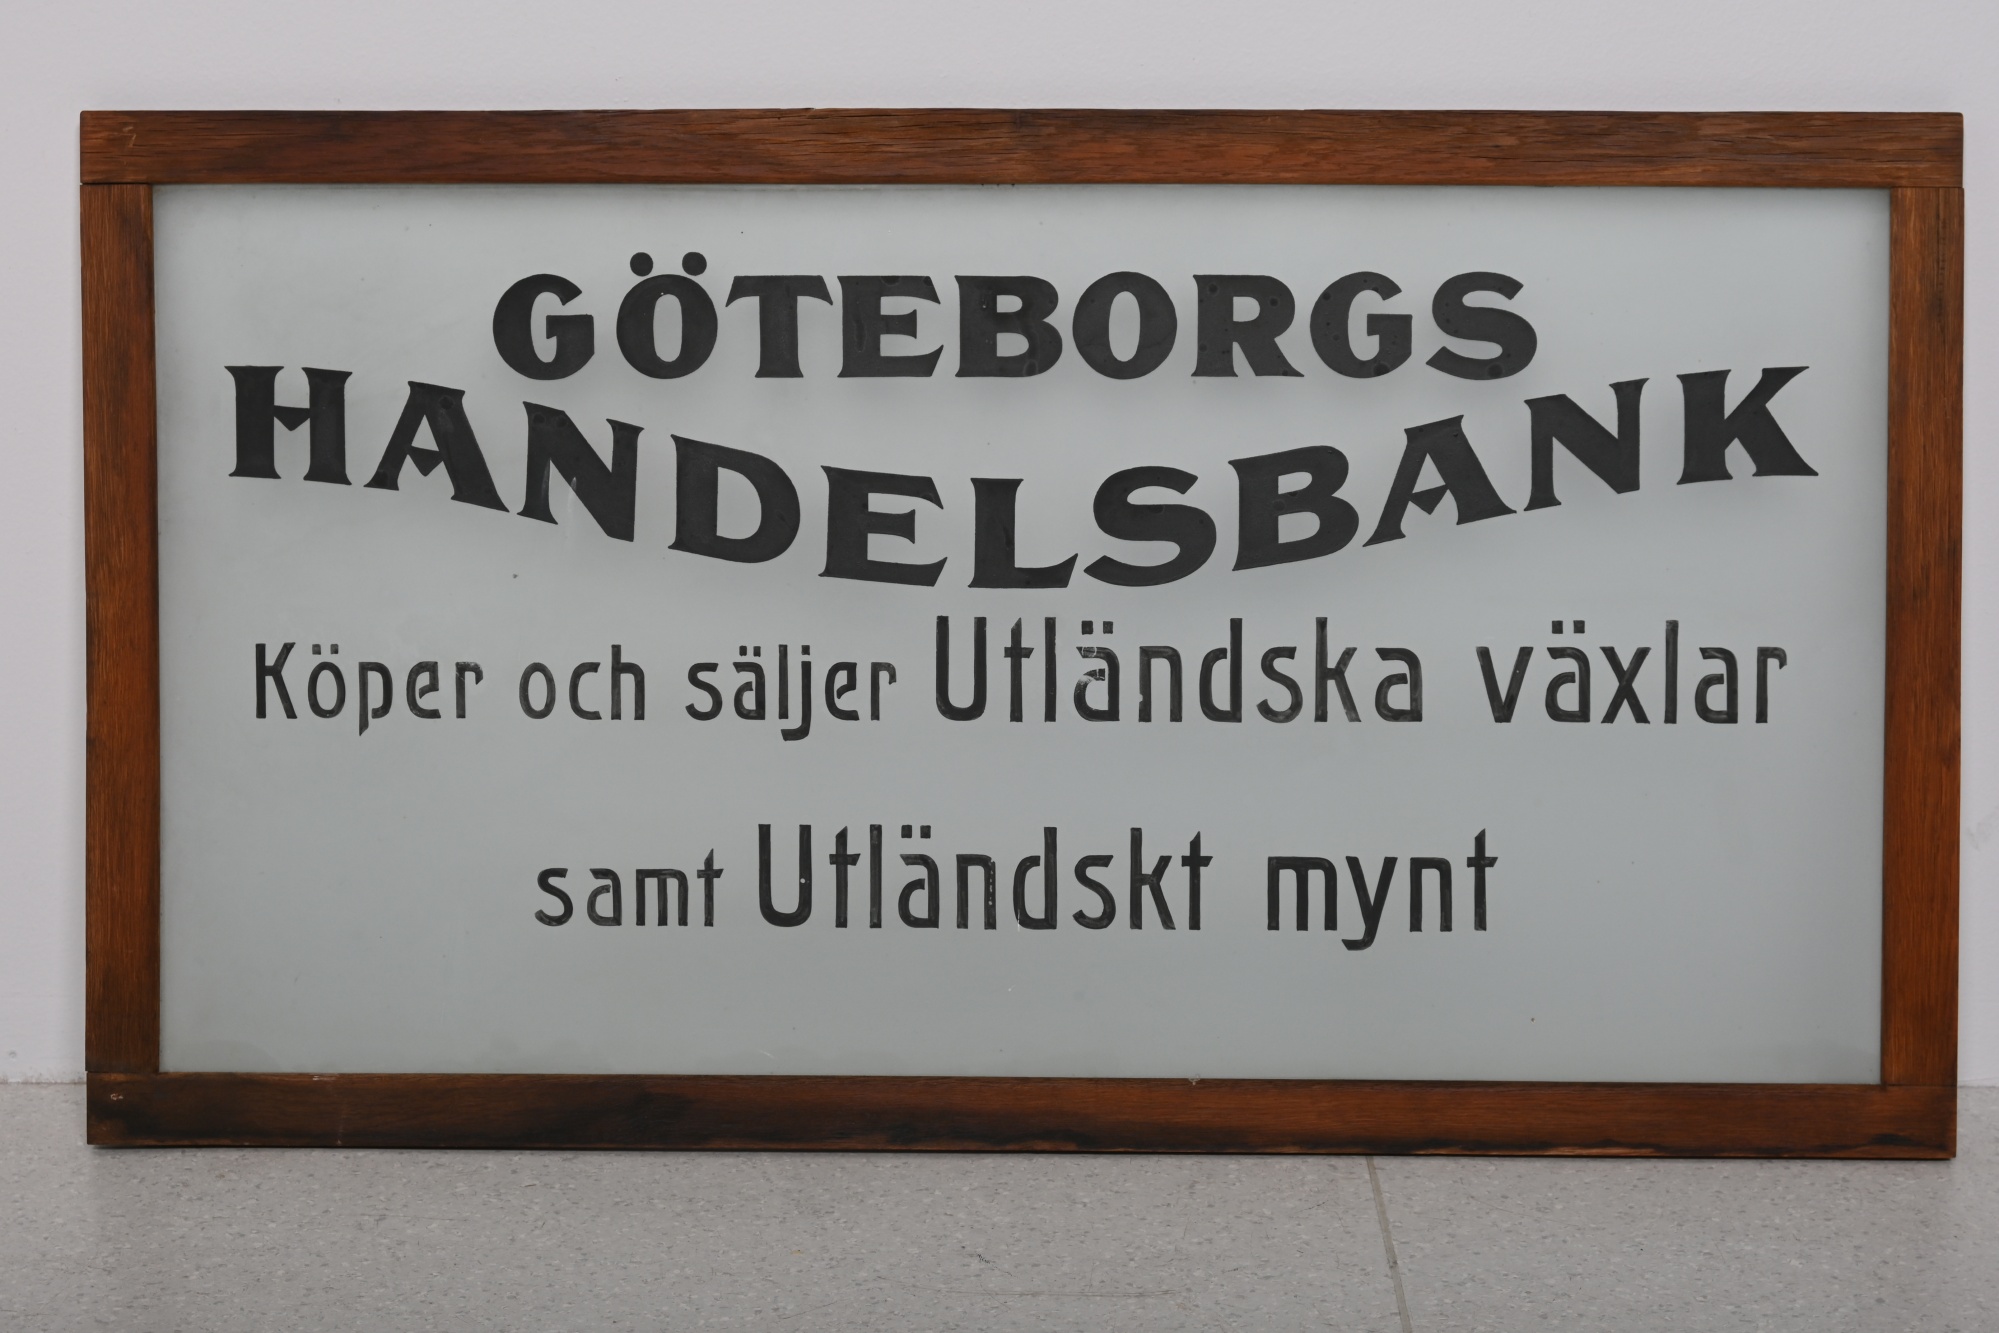 GÖTEBORGS
HANDELSBANK
Köper och säljer Utländska växlar
samt Utländskt mynt